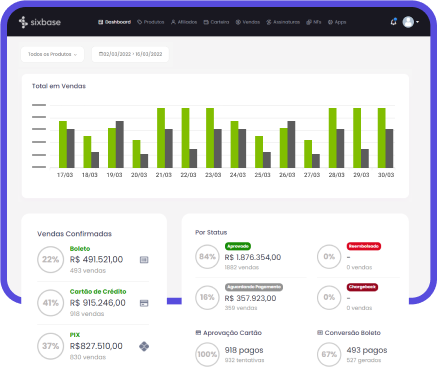 sixbase
Dashboard Produtos Afiliados Carteira Vendas Assinaturas Nfs Apps
Todos os Produtos
02/03/2022 - 10/03/2022
Total em Vendas
17/03 18/03 19/03 20/03 21/03 22/03 23/03 24/03 25/03 26/03 27/03 28/03 29/03 30/03
Vendas Confirmadas
22%
Boleto
R$ 491.521,00
493 vendas
41%
Cartão de Crédito
R$ 915.246,00
918 vendas
37%
PIX
R$827.510,00
830 vendas
Por Status
84%
Aprovado
R$ 1.876.354,00
1882 vendas
0%
Reembolsado
-
0 vendas
16%
Aguardando Pagamento
R$ 357.923,00
359 vendas
0%
Chargeback
-
0 vendas
Aprovação Cartão
100%
918 pagos
932 tentativas
Conversão Boleto
67%
493 pagos
527 gerados